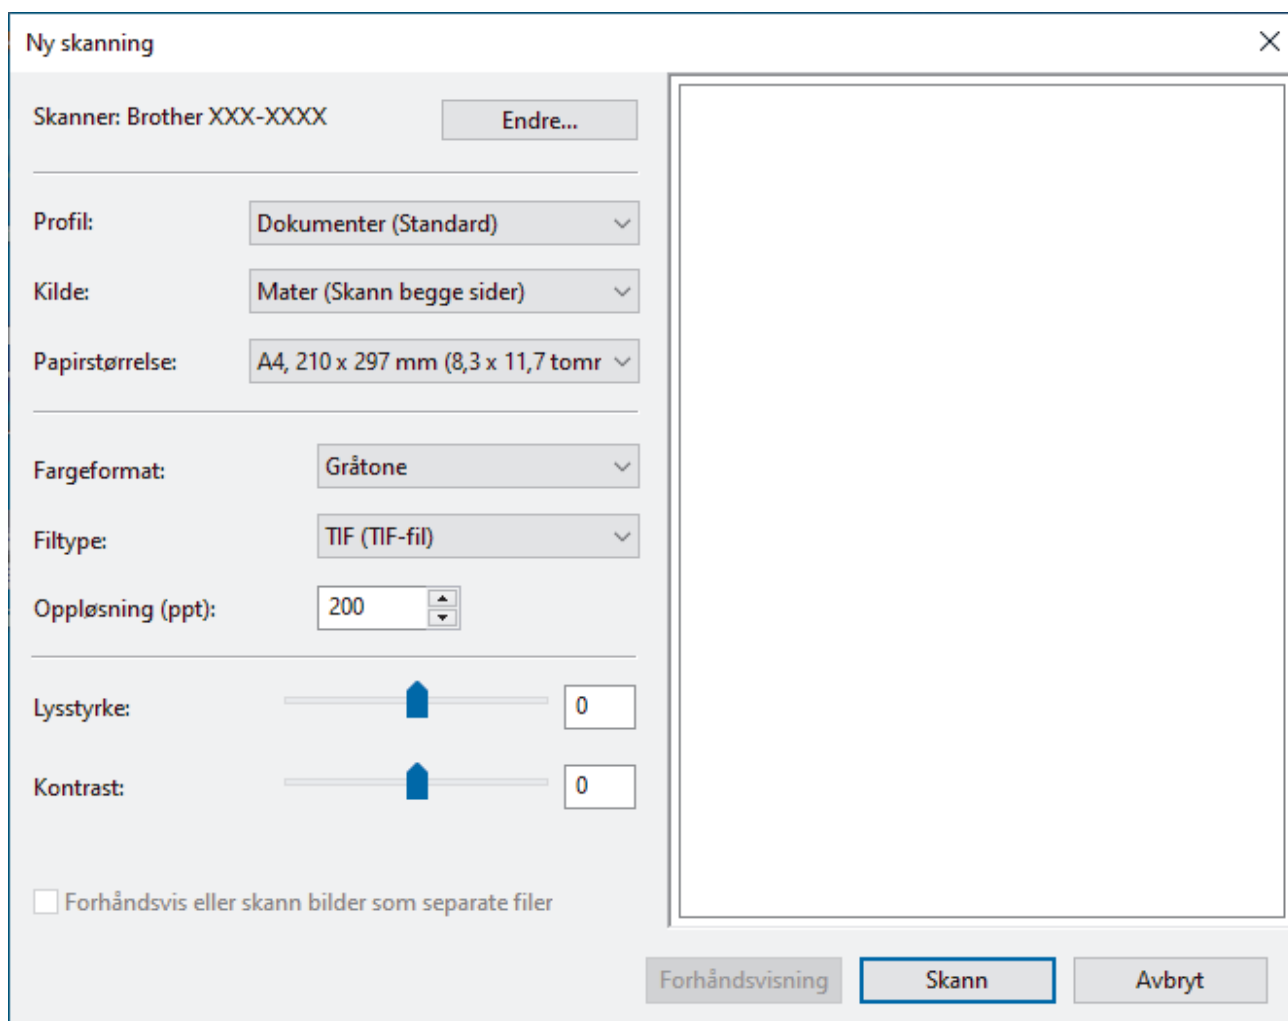 Ny skanning
Skanner: Brother XXX-XXXX
Endre...
Profil:
Dokumenter (Standard)
Kilde:
Mater (Skann begge sider)
Papirstørrelse:
A4, 210 x 297 mm (8,3 x 11,7 tomr
Fargeformat:
Gråtone
Filtype:
TIF (TIF-fil)
Oppløsning (ppt):
200
Lysstyrke:
0
Kontrast:
0
Forhåndsvis eller skann bilder som separate filer
Forhåndsvisning
Skann
Avbryt